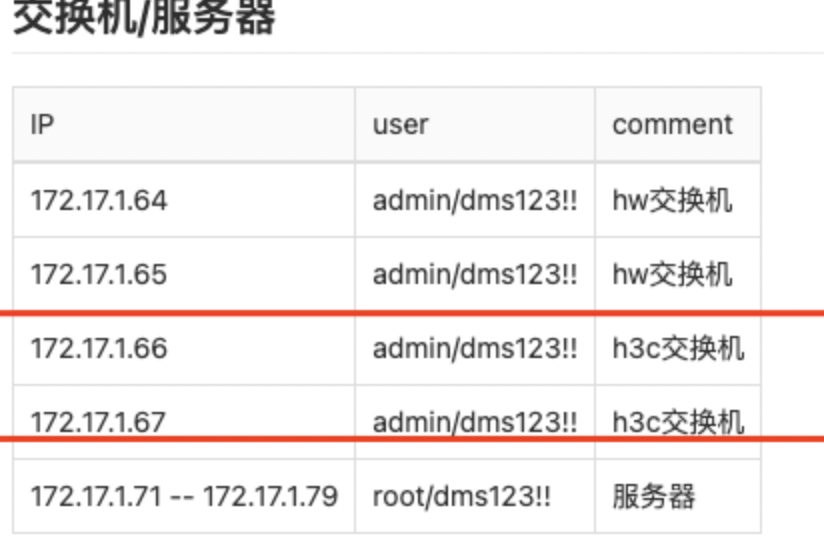 交换机/服务器
IP user comment
172.17.1.64 admin/dms123!! hw交换机
172.17.1.65 admin/dms123!! hw交换机
172.17.1.66 admin/dms123!! h3c交换机
172.17.1.67 admin/dms123!! h3c交换机
172.17.1.71 -- 172.17.1.79 root/dms123!! 服务器